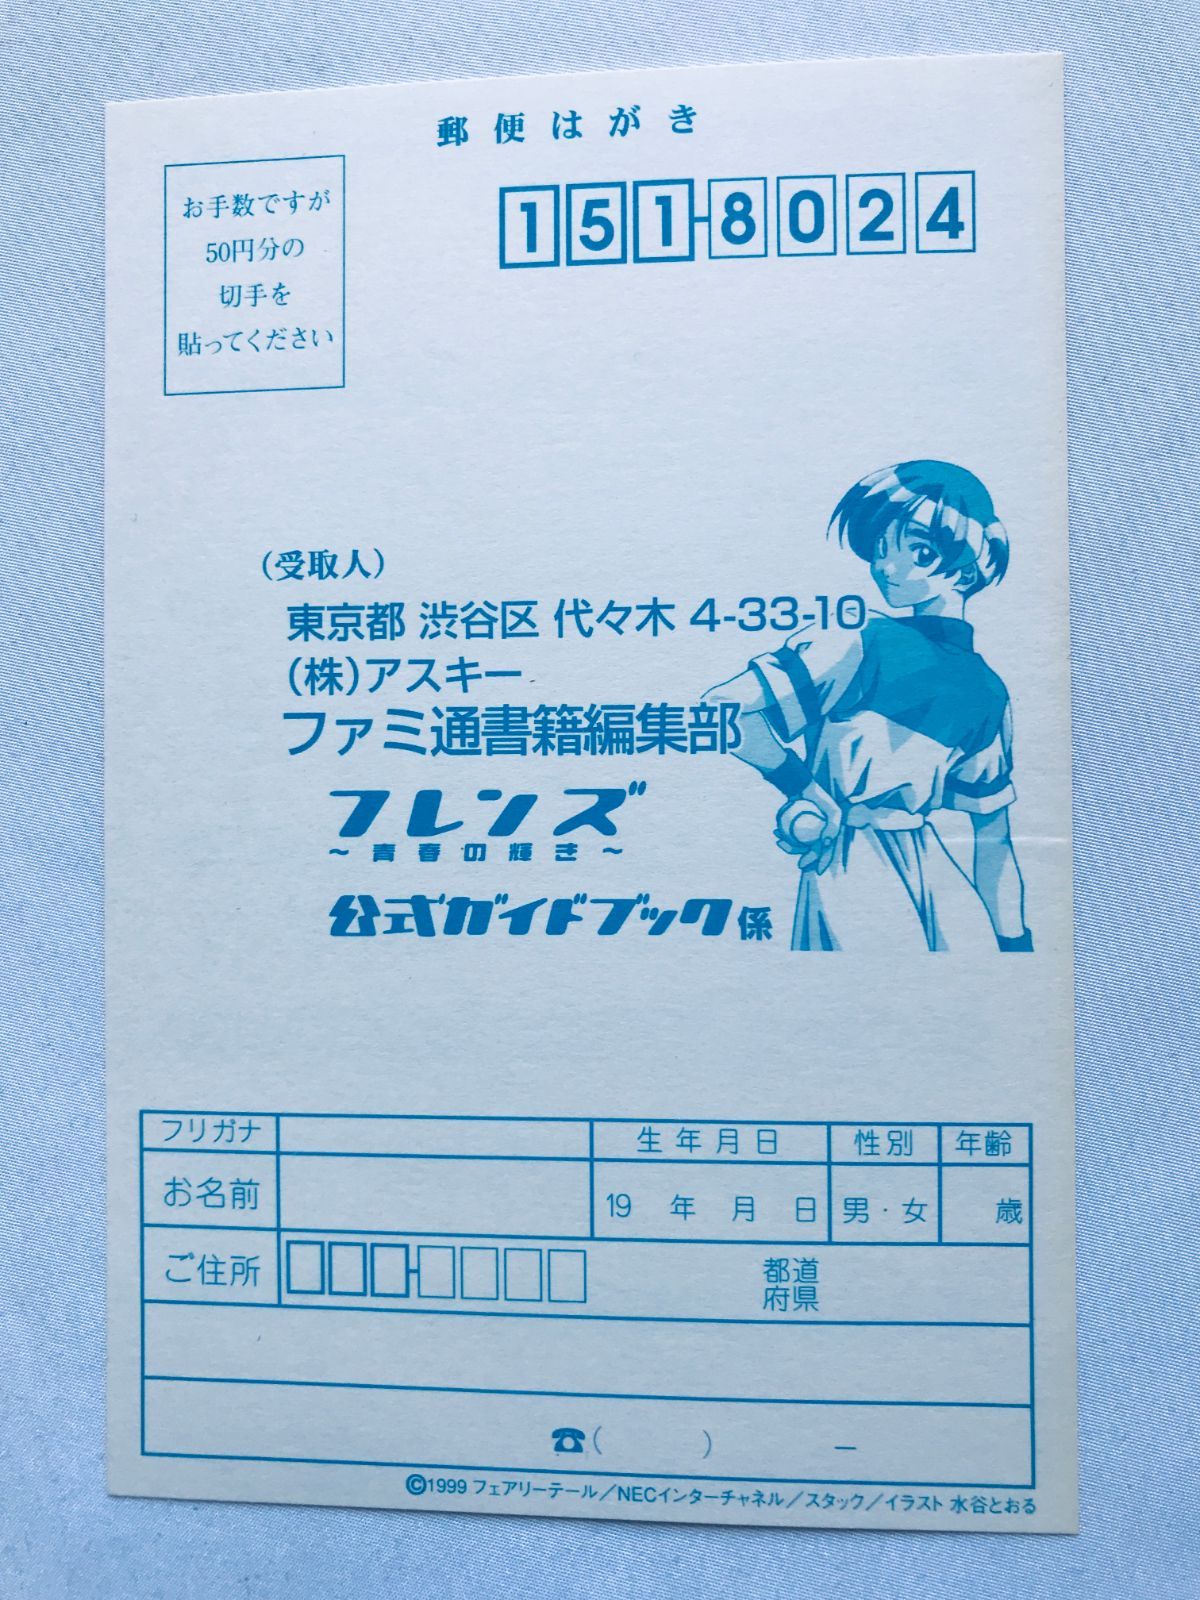 郵便はがき
お手数ですが
50円分の
切手を
貼ってください
151-8024
(受取人)
東京都 渋谷区 代々木 4-33-10
(株)アスキー
ファミ通書籍編集部
フレンズ
～青春の輝き～
公式ガイドブック係
フリガナ
生年月日 性別 年齢
お名前
19 年 月 日 男・女 歳
ご住所
都道
府県
☎( ) −
©1999 フェアリーテール／NECインターチャネル／スタック／イラスト 水谷とおる